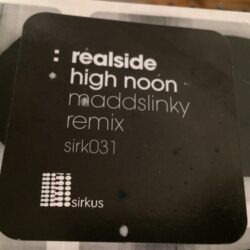 : realside
high noon
maddslinky
remix
sirk031
sirkus